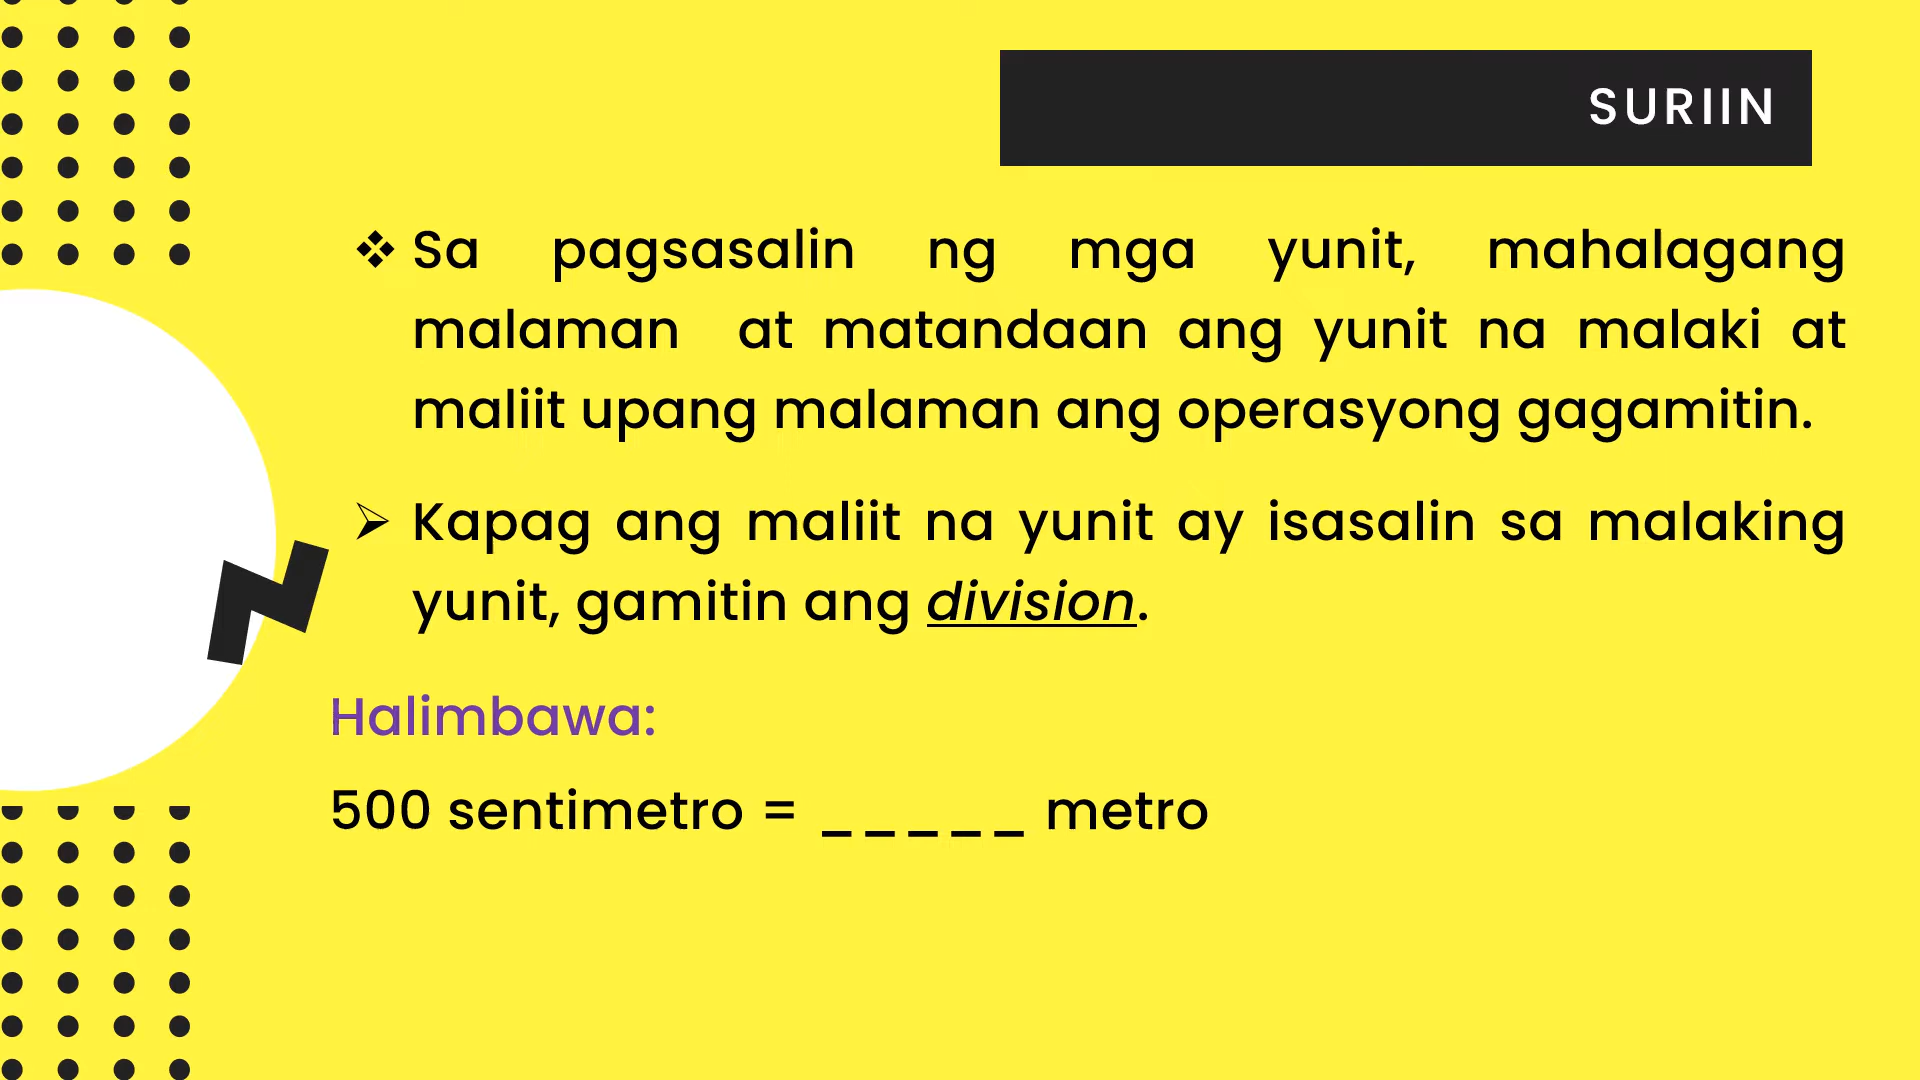 SURIIN
❖ Sa pagsasalin ng mga yunit, mahalagang
malaman at matandaan ang yunit na malaki at
maliit upang malaman ang operasyong gagamitin.
➢ Kapag ang maliit na yunit ay isasalin sa malaking
yunit, gamitin ang division.
Halimbawa:
500 sentimetro = _____ metro